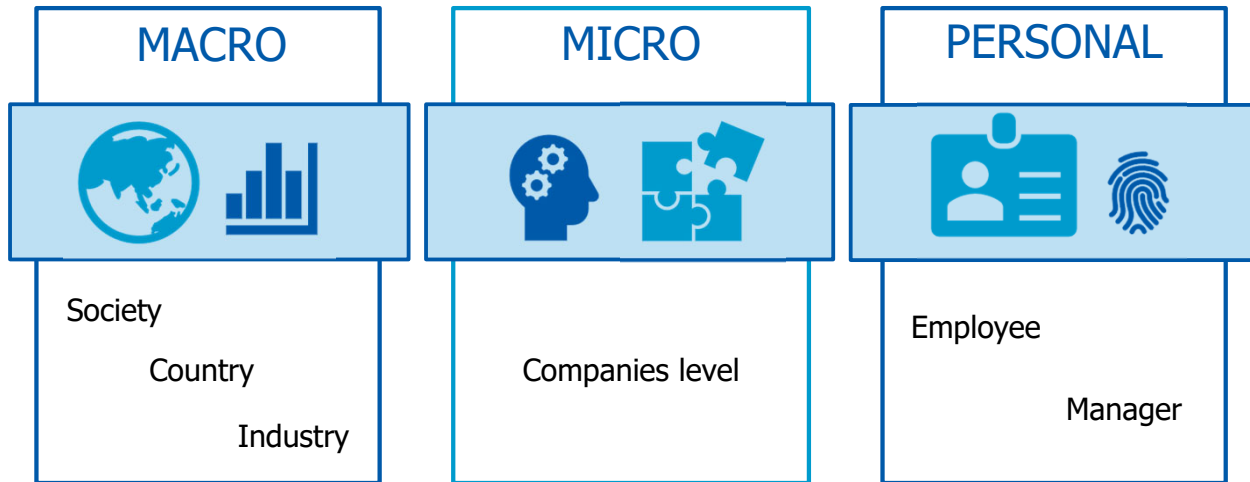 MACRO
MICRO
PERSONAL
Society
Country
Industry
Companies level
Employee
Manager